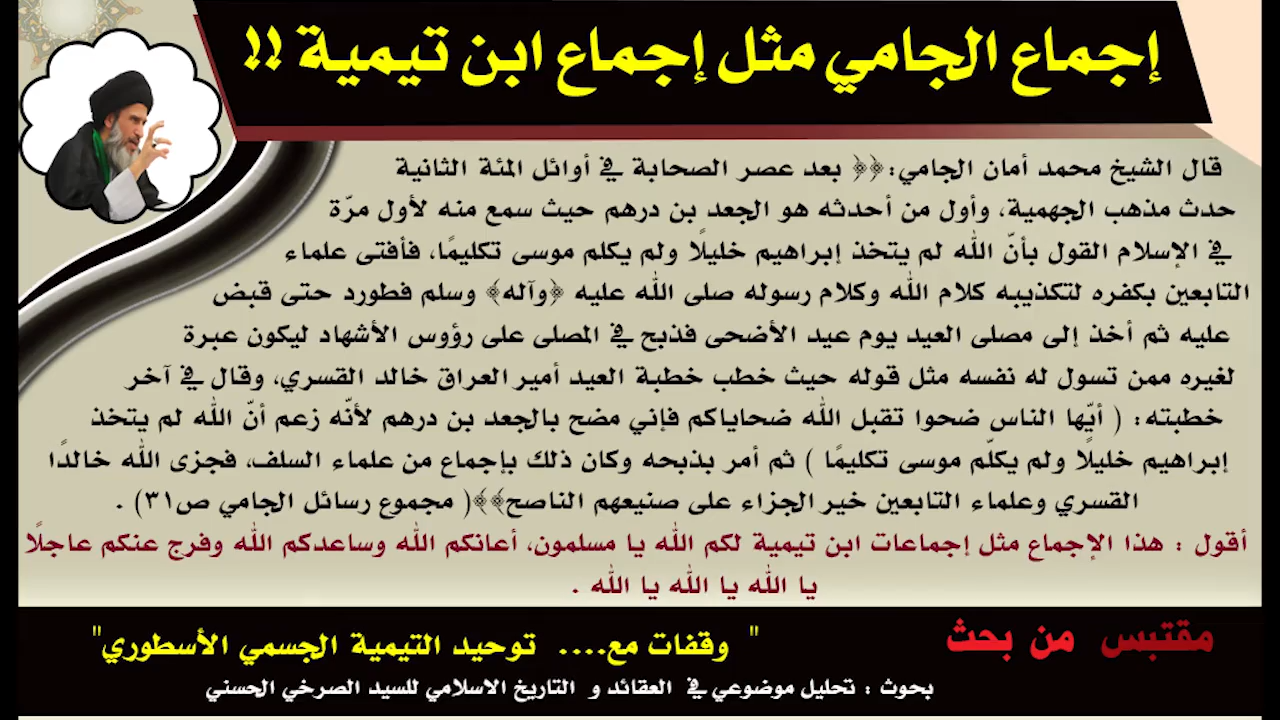 إجماع الجامي مثل إجماع ابن تيمية !!
قال الشيخ محمد أمان الجامي:﴿﴿ بعد عصر الصحابة في أوائل المئة الثانية
حدث مذهب الجهمية، وأول من أحدثه هو الجعد بن درهم حيث سمع منه لأول مرّة
في الإسلام القول بأنّ الله لم يتخذ إبراهيم خليلًا ولم يكلم موسى تكليمًا، فأفتى علماء
التابعين بكفره لتكذيبه كلام الله وكلام رسوله صلى الله عليه ﴿وآله﴾ وسلم فطورد حتى قبض
عليه ثم أخذ إلى مصلى العيد يوم عيد الأضحى فذبح في المصلى على رؤوس الأشهاد ليكون عبرة
لغيره ممن تسول له نفسه مثل قوله حيث خطب خطبة العيد أمير العراق خالد القسري، وقال في آخر
خطبته: ( أيّها الناس ضحوا تقبل الله ضحاياكم فإني مضح بالجعد بن درهم لأنّه زعم أنّ الله لم يتخذ
إبراهيم خليلًا ولم يكلّم موسى تكليمًا ) ثم أمر بذبحه وكان ذلك بإجماع من علماء السلف، فجزى الله خالدًا
القسري وعلماء التابعين خير الجزاء على صنيعهم الناصح﴾﴾( مجموع رسائل الجامي ص٣١) .
أقول : هذا الإجماع مثل إجماعات ابن تيمية لكم الله يا مسلمون، أعانكم الله وساعدكم الله وفرج عنكم عاجلًا
يا الله يا الله يا الله .
مقتبس من بحث
" وقفات مع.... توحيد التيمية الجسمي الأسطوري"
بحوث : تحليل موضوعي في العقائد و التاريخ الاسلامي للسيد الصرخي الحسني